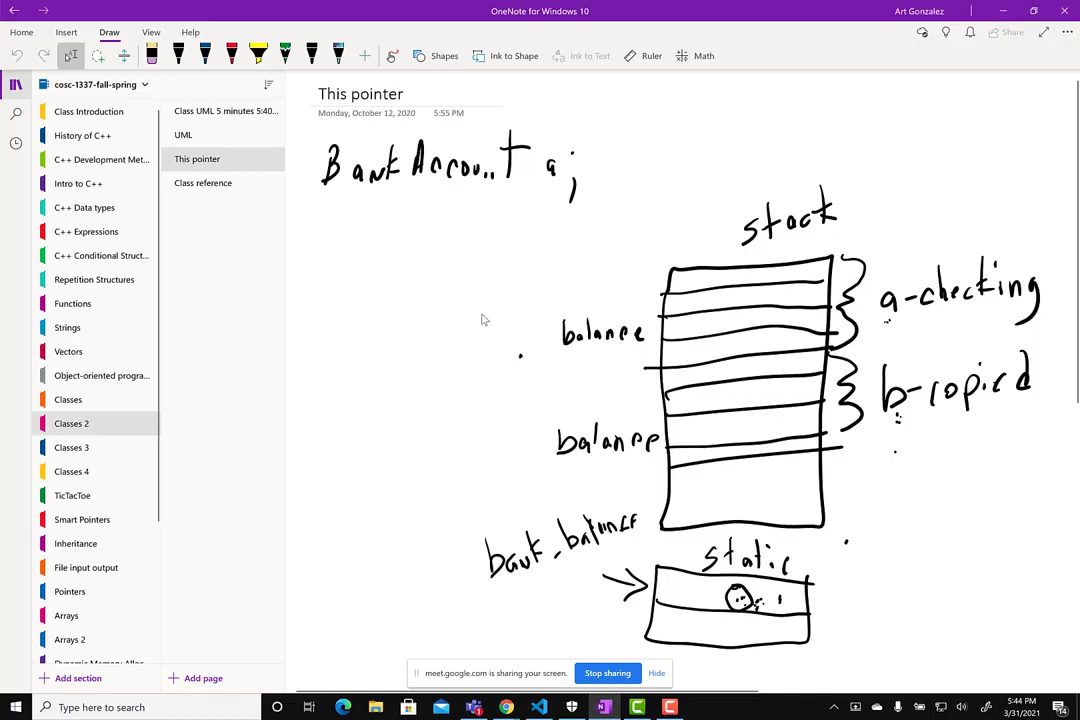 OneNote for Windows 10
Art Gonzalez
Home
Insert
Draw
View
Help
Share
Shapes
Ink to Shape
Ink to Text
Ruler
Math
cosc-1337-fall-spring
Class Introduction
History of C++
C++ Development Met...
Intro to C++
C++ Data types
C++ Expressions
C++ Conditional Struct...
Repetition Structures
Functions
Strings
Vectors
Object-oriented progra...
Classes
Classes 2
Classes 3
Classes 4
TicTacToe
Smart Pointers
Inheritance
File input output
Pointers
Arrays
Arrays 2
Dynamic Memory Alloc
Add section
Class UML 5 minutes 5:40...
UML
This pointer
Class reference
Add page
This pointer
Monday, October 12, 2020 5:55 PM
BankAccount a;
stack
a-checking
balance
b-copied
balance
bank_balance
static
meet.google.com is sharing your screen.
Stop sharing
Hide
Type here to search
5:44 PM
3/31/2021
14